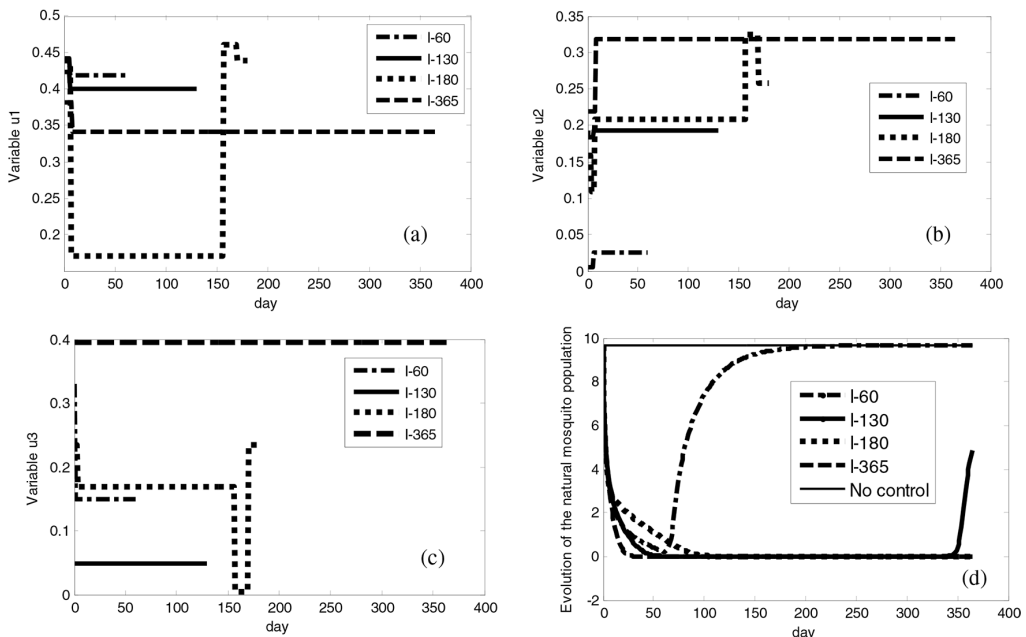 0.5
0.45
0.4
0.35
0.3
0.25
0.2
0 50 100 150 200 250 300 350 400
day
Variable u1
I-60
I-130
I-180
I-365
(a)
0.35
0.3
0.25
0.2
0.15
0.1
0.05
0
0 50 100 150 200 250 300 350 400
day
Variable u2
I-60
I-130
I-180
I-365
(b)
0.4
0.3
0.2
0.1
0
0 50 100 150 200 250 300 350 400
day
Variable u3
I-60
I-130
I-180
I-365
(c)
10
8
6
4
2
0
-2
0 50 100 150 200 250 300 350 400
day
Evolution of the natural mosquito population
I-60
I-130
I-180
I-365
No control
(d)